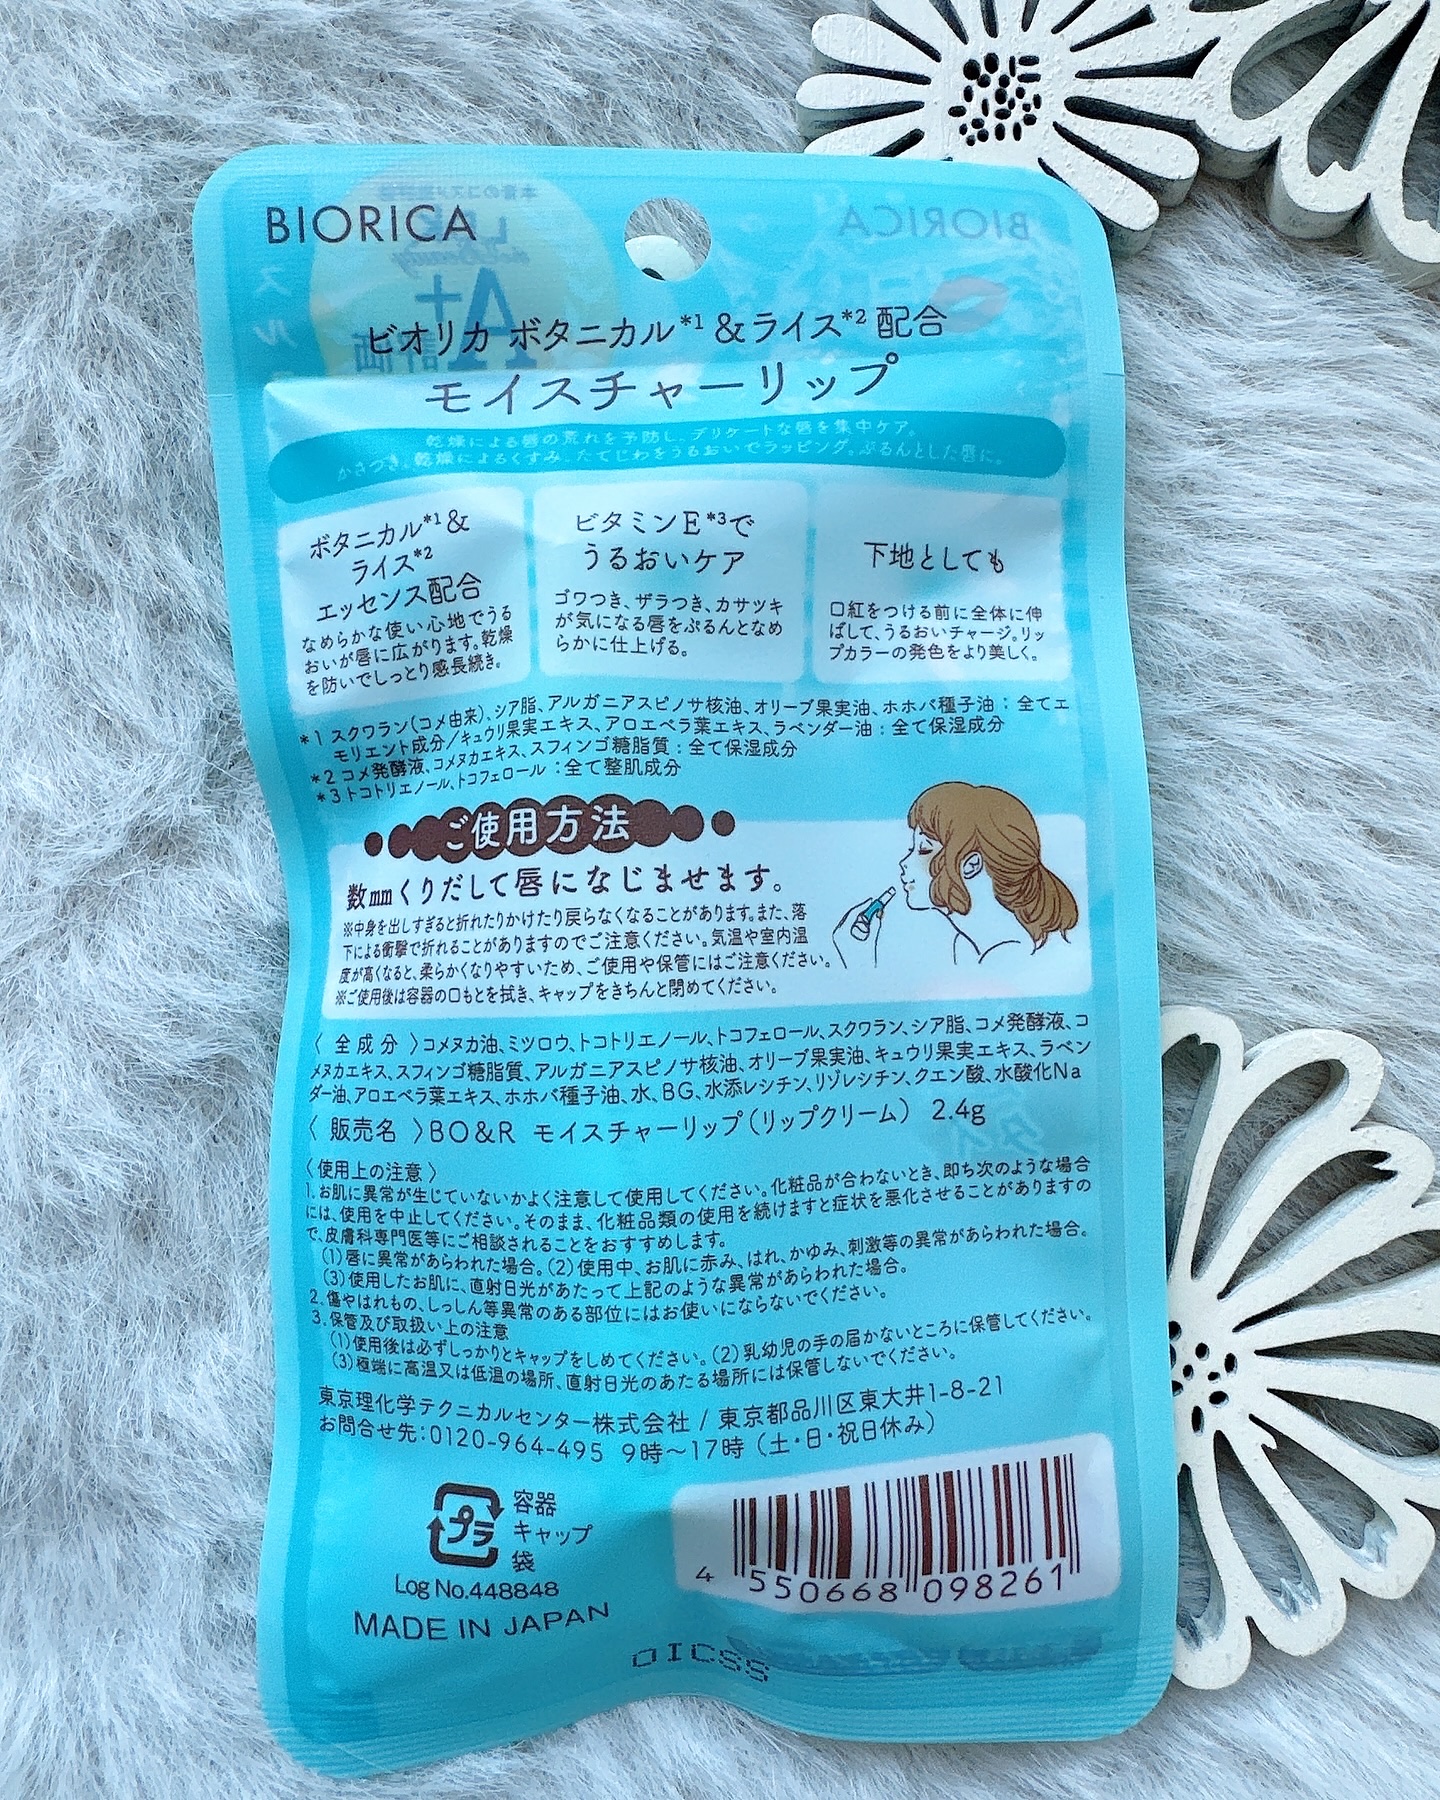 BIORICA
ビオリカ ボタニカル*1 &ライス*2 配合
モイスチャーリップ
乾燥による唇の荒れを予防し、デリケートな唇を集中ケア。
かさつき、乾燥によるくすみ、たてじわをうるおいでラッピング。ぷるんとした唇に。
ボタニカル*1&
ライス*2
エッセンス配合
なめらかな使い心地でうる
おいが唇に広がります。乾燥
を防いでしっとり感長続き。
ビタミンE*3で
うるおいケア
ゴワつき、ザラつき、カサツキ
が気になる唇をぷるんとなめ
らかに仕上げる。
下地としても
口紅をつける前に全体に伸
ばして、うるおいチャージ。リッ
プカラーの発色をより美しく。
*1 スクワラン(コメ由来)、シア脂、アルガニアスピノサ核油、オリーブ果実油、ホホバ種子油：全てエ
モリエント成分/キュウリ果実エキス、アロエベラ葉エキス、ラベンダー油：全て保湿成分
*2 コメ発酵液、コメヌカエキス、スフィンゴ糖脂質：全て保湿成分
*3 トコトリエノール、トコフェロール：全て整肌成分
ご使用方法
数mmくりだして唇になじませます。
※中身を出しすぎると折れたりかけたり戻らなくなることがあります。また、落
下による衝撃で折れることがありますのでご注意ください。気温や室内温
度が高くなると、柔らかくなりやすいため、ご使用や保管にはご注意ください。
※ご使用後は容器の口もとを拭き、キャップをきちんと閉めてください。
〈 全成分 〉コメヌカ油、ミツロウ、トコトリエノール、トコフェロール、スクワラン、シア脂、コメ発酵液、コ
メヌカエキス、スフィンゴ糖脂質、アルガニアスピノサ核油、オリーブ果実油、キュウリ果実エキス、ラベン
ダー油、アロエベラ葉エキス、ホホバ種子油、水、BG、水添レシチン、リゾレシチン、クエン酸、水酸化Na
〈 販売名 〉BO&R モイスチャーリップ(リップクリーム) 2.4g
〈使用上の注意〉
1.お肌に異常が生じていないかよく注意して使用してください。化粧品が合わないとき、即ち次のような場合
には、使用を中止してください。そのまま、化粧品類の使用を続けますと症状を悪化させることがありますの
で、皮膚科専門医等にご相談されることをおすすめします。
(1)唇に異常があらわれた場合。(2)使用中、お肌に赤み、はれ、かゆみ、刺激等の異常があらわれた場合。
(3)使用したお肌に、直射日光があたって上記のような異常があらわれた場合。
2.傷やはれもの、しっしん等異常のある部位にはお使いにならないでください。
3.保管及び取扱い上の注意
(1)使用後は必ずしっかりとキャップをしめてください。(2)乳幼児の手の届かないところに保管してください。
(3)極端に高温又は低温の場所、直射日光のあたる場所には保管しないでください。
東京理化学テクニカルセンター株式会社 / 東京都品川区東大井1-8-21
お問合せ先：0120-964-495 9時～17時 (土・日・祝日休み)
プラ
容器
キャップ
袋
Log No.448848
MADE IN JAPAN
4 550668 098261